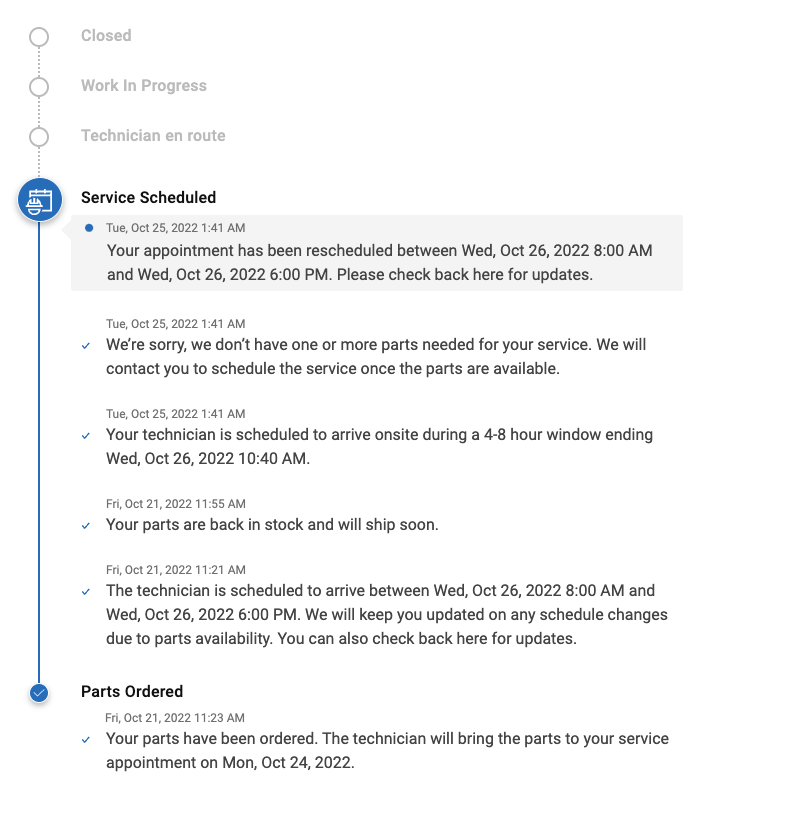 Closed
Work In Progress
Technician en route
Service Scheduled
Tue, Oct 25, 2022 1:41 AM
Your appointment has been rescheduled between Wed, Oct 26, 2022 8:00 AM
and Wed, Oct 26, 2022 6:00 PM. Please check back here for updates.
Tue, Oct 25, 2022 1:41 AM
We’re sorry, we don’t have one or more parts needed for your service. We will
contact you to schedule the service once the parts are available.
Tue, Oct 25, 2022 1:41 AM
Your technician is scheduled to arrive onsite during a 4-8 hour window ending
Wed, Oct 26, 2022 10:40 AM.
Fri, Oct 21, 2022 11:55 AM
Your parts are back in stock and will ship soon.
Fri, Oct 21, 2022 11:21 AM
The technician is scheduled to arrive between Wed, Oct 26, 2022 8:00 AM and
Wed, Oct 26, 2022 6:00 PM. We will keep you updated on any schedule changes
due to parts availability. You can also check back here for updates.
Parts Ordered
Fri, Oct 21, 2022 11:23 AM
Your parts have been ordered. The technician will bring the parts to your service
appointment on Mon, Oct 24, 2022.